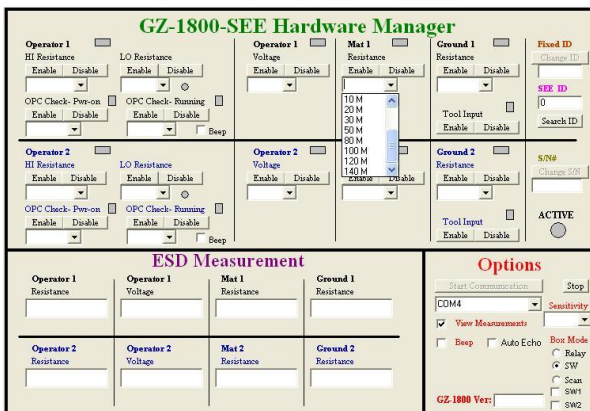 GZ-1800-SEE Hardware Manager
Operator 1
HI Resistance
LO Resistance
Enable Disable
Enable Disable
OPC Check- Pwr-on
OPC Check- Running
Enable Disable
Enable Disable
Beep
Operator 1
Voltage
Enable Disable
Mat 1
Resistance
Enable Disable
10 M
20 M
30 M
50 M
80 M
100 M
120 M
140 M
Ground 1
Resistance
Enable Disable
Tool Input
Enable Disable
Fixed ID
Change ID
SEE ID
0
Search ID
Operator 2
HI Resistance
LO Resistance
Enable Disable
Enable Disable
OPC Check- Pwr-on
OPC Check- Running
Enable Disable
Enable Disable
Beep
Operator 2
Voltage
Enable Disable
Enable Disable
Ground 2
Resistance
Enable Disable
Tool Input
Enable Disable
S/N#
Change S/N
ACTIVE
ESD Measurement
Operator 1
Resistance
Operator 1
Voltage
Mat 1
Resistance
Ground 1
Resistance
Operator 2
Resistance
Operator 2
Voltage
Mat 2
Resistance
Ground 2
Resistance
Options
Start Communication
Stop
COM4
Sensitivity
View Measurements
Beep
Auto Echo
Box Mode
Relay
SW
Scan
SW1
SW2
GZ-1800 Ver: